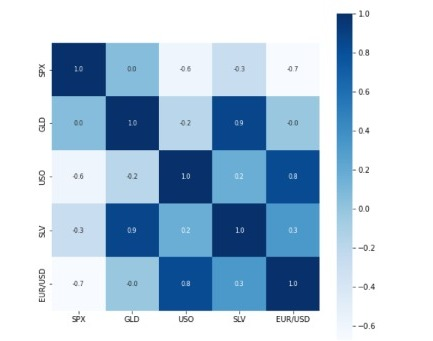 1.0
SPX 1.0 0.0 -0.6 -0.3 -0.7
0.8
GLD 0.0 1.0 -0.2 0.9 -0.0
0.6
0.4
USO -0.6 -0.2 1.0 0.2 0.8
0.2
0.0
SLV -0.3 0.9 0.2 1.0 0.3
-0.2
EUR/USD -0.7 -0.0 0.8 0.3 1.0
-0.4
SPX GLD USO SLV EUR/USD
-0.6